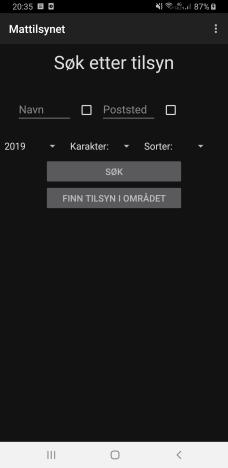 20:35 87%
Mattilsynet
Søk etter tilsyn
Navn Poststed
2019 Karakter: Sorter:
SØK
FINN TILSYN I OMRÅDET